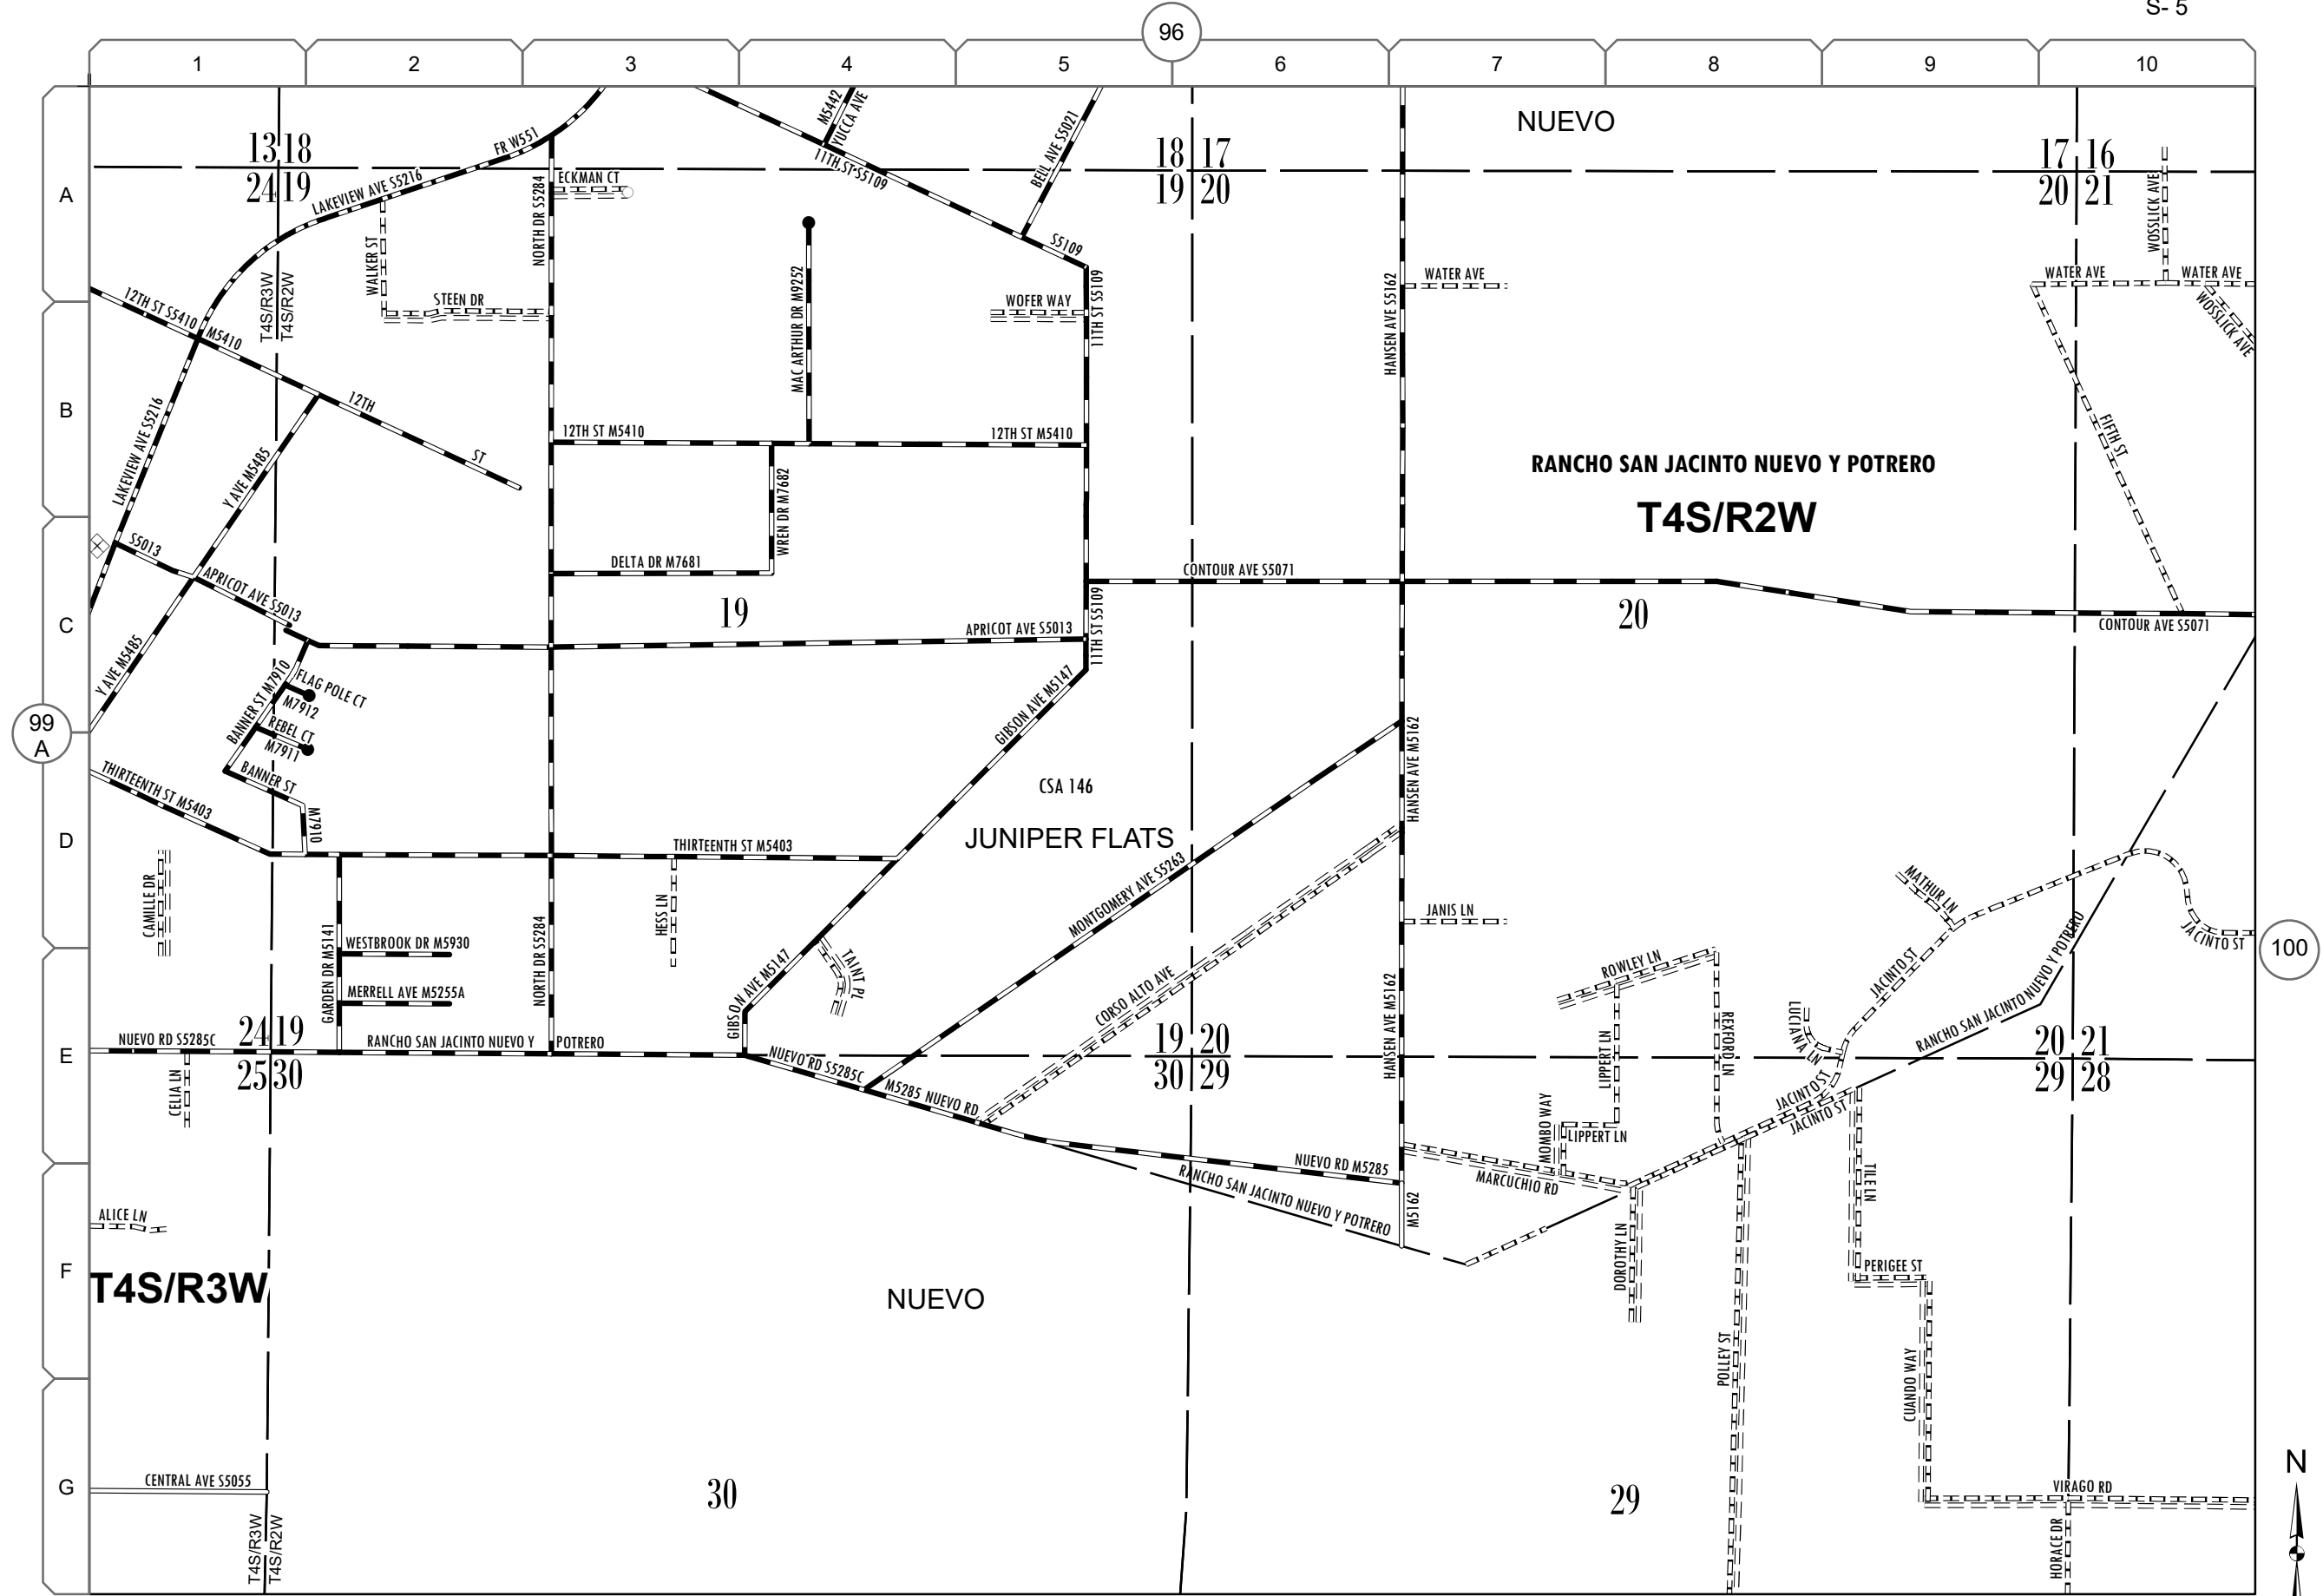 S- 5
96
1 2 3 4 5 6 7 8 9 10
A
B
C
D
E
F
G
99
A
100
NUEVO
13 18
24 19
18 17
19 20
17 16
20 21
FR W551
LAKEVIEW AVE S5216
M5442
YUCCA AVE
11TH ST S5109
BELL AVE S5021
S5109
ECKMAN CT
NORTH DR S5284
WALKER ST
STEEN DR
T4S/R3W
T4S/R2W
12TH ST S5410
M5410
MAC ARTHUR DR M9252
WOFER WAY
11TH ST S5109
HANSEN AVE S5162
WATER AVE
WOSSLICK AVE
WATER AVE
WATER AVE
WOSSLICK AVE
FIFTH ST
LAKEVIEW AVE S5216
Y AVE M5485
12TH
ST
12TH ST M5410
12TH ST M5410
WREN DR M7682
DELTA DR M7681
RANCHO SAN JACINTO NUEVO Y POTRERO
T4S/R2W
S5013
APRICOT AVE S5013
19
CONTOUR AVE S5071
20
CONTOUR AVE S5071
APRICOT AVE S5013
11TH ST S5109
Y AVE M5485
BANNER ST M7910
FLAG POLE CT
M7912
REBEL CT
M7911
BANNER ST
M7910
GIBSON AVE M5147
HANSEN AVE M5162
CSA 146
JUNIPER FLATS
THIRTEENTH ST M5403
THIRTEENTH ST M5403
MONTGOMERY AVE S5263
CAMILLE DR
HESS LN
JANIS LN
MATHUR LN
JACINTO ST
GARDEN DR M5141
WESTBROOK DR M5930
MERRELL AVE M5255A
NORTH DR S5284
GIBSON AVE M5147
TAINT PL
CORSO ALTO AVE
HANSEN AVE M5162
ROWLEY LN
REXFORD LN
LUCIANA LN
JACINTO ST
RANCHO SAN JACINTO NUEVO Y POTRERO
24 19
25 30
19 20
30 29
20 21
29 28
NUEVO RD S5285C
RANCHO SAN JACINTO NUEVO Y
POTRERO
NUEVO RD S5285C
M5285 NUEVO RD
CELIA LN
LIPPERT LN
LIPPERT LN
MOMBO WAY
JACINTO ST
JACINTO ST
NUEVO RD M5285
RANCHO SAN JACINTO NUEVO Y POTRERO
M5162
MARCUCHIO RD
TILE LN
ALICE LN
DOROTHY LN
PERIGEE ST
T4S/R3W
NUEVO
POLLEY ST
CUANDO WAY
CENTRAL AVE S5055
30
29
VIRAGO RD
HORACE DR
T4S/R3W
T4S/R2W
N